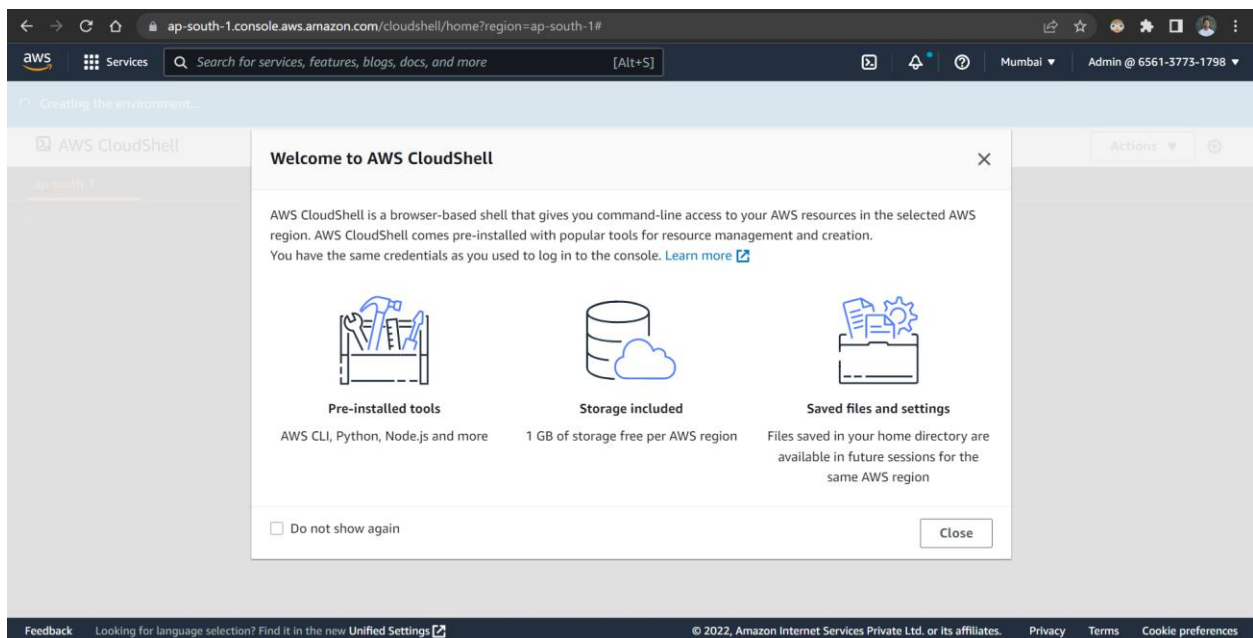 ap-south-1.console.aws.amazon.com/cloudshell/home?region=ap-south-1#
aws Services Search for services, features, blogs, docs, and more [Alt+S] Mumbai ▼ Admin @ 6561-3773-1798 ▼
Creating the environment...
AWS CloudShell Actions ▼
ap-south-1
Welcome to AWS CloudShell
AWS CloudShell is a browser-based shell that gives you command-line access to your AWS resources in the selected AWS
region. AWS CloudShell comes pre-installed with popular tools for resource management and creation.
You have the same credentials as you used to log in to the console. Learn more
Pre-installed tools
AWS CLI, Python, Node.js and more
Storage included
1 GB of storage free per AWS region
Saved files and settings
Files saved in your home directory are
available in future sessions for the
same AWS region
Do not show again
Close
Feedback Looking for language selection? Find it in the new Unified Settings © 2022, Amazon Internet Services Private Ltd. or its affiliates. Privacy Terms Cookie preferences